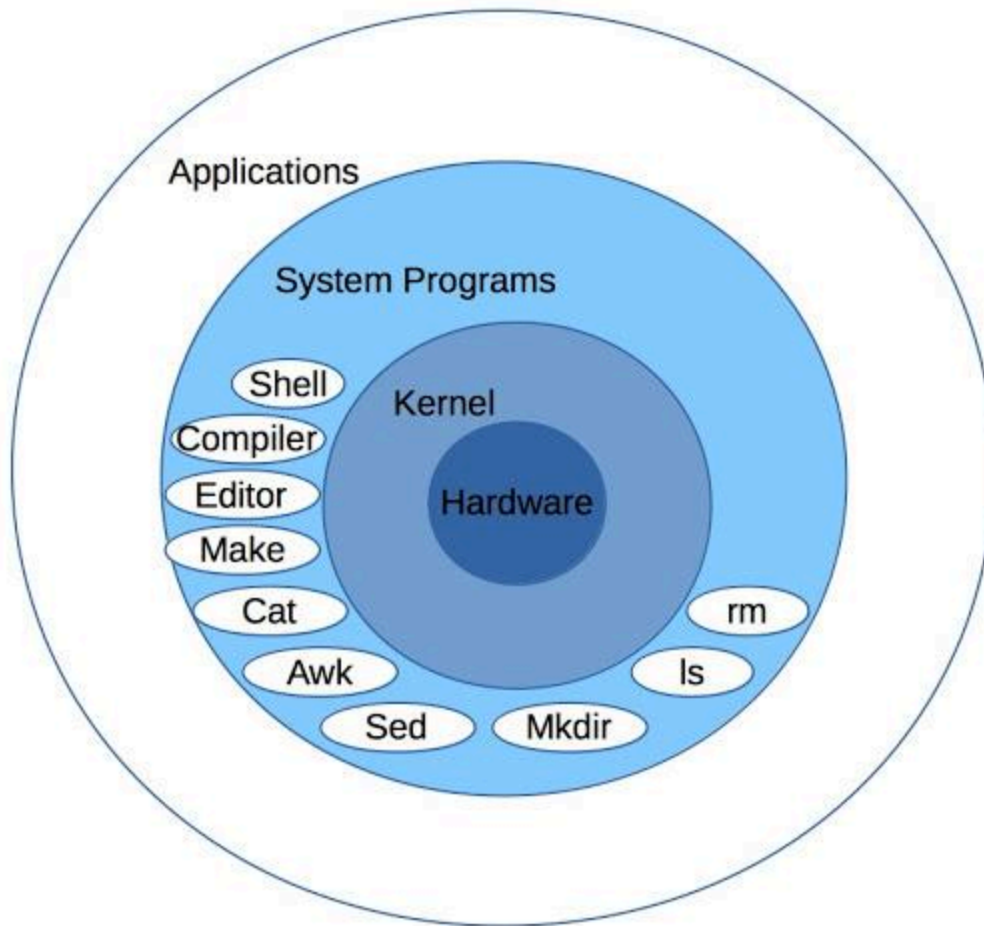 Applications
System Programs
Shell
Kernel
Compiler
Hardware
Editor
Make
Cat
rm
Awk
ls
Sed
Mkdir